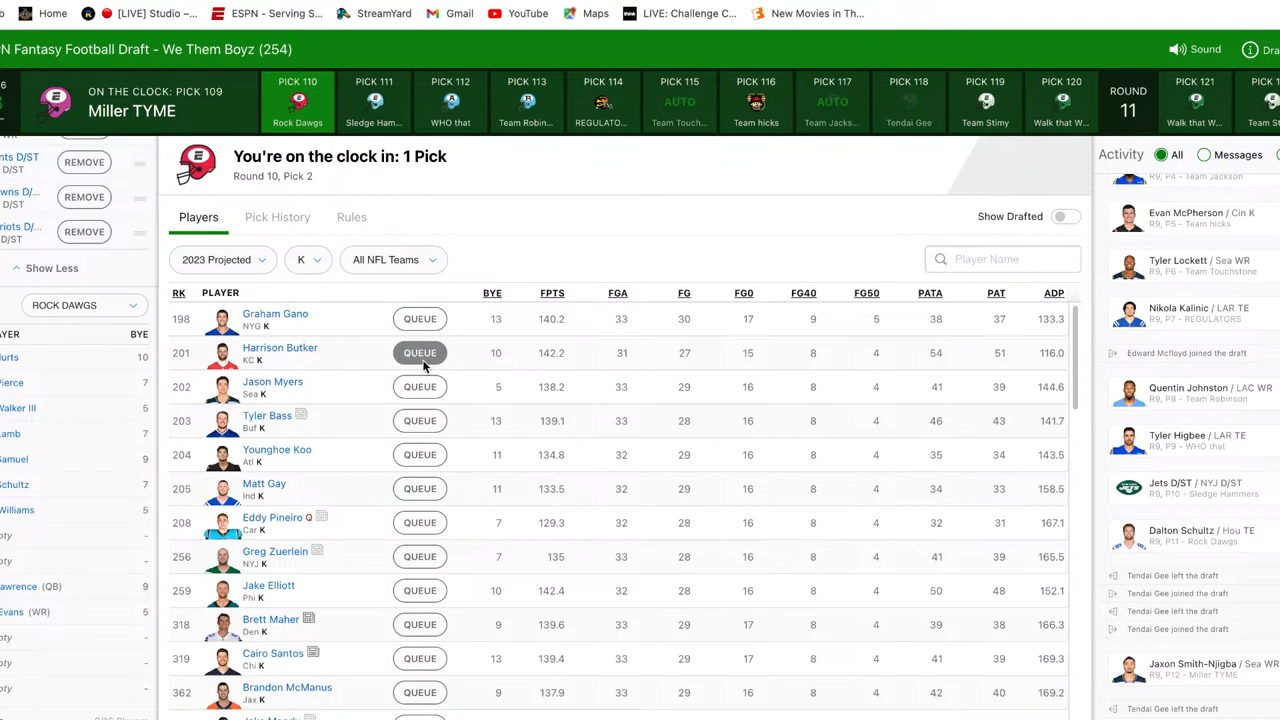 Home
[LIVE] Studio –...
ESPN - Serving S...
StreamYard
Gmail
YouTube
Maps
LIVE: Challenge C...
New Movies in Th...
N Fantasy Football Draft - We Them Boyz (254)
Sound
Dra
ON THE CLOCK: PICK 109
Miller TYME
PICK 110
Rock Dawgs
PICK 111
Sledge Ham...
PICK 112
WHO that
PICK 113
Team Robin...
PICK 114
REGULATO...
PICK 115
AUTO
Team Touch...
PICK 116
Team hicks
PICK 117
AUTO
Team Jacks...
PICK 118
Tendai Gee
PICK 119
Team Stimy
PICK 120
Walk that W...
ROUND
11
PICK 121
Walk that W...
PICK 1
Team St
nts D/ST
D/ST
REMOVE
wns D/...
D/ST
REMOVE
riots D/...
D/ST
REMOVE
Show Less
ROCK DAWGS
AYER BYE
Hurts 10
Pierce 7
Walker III 5
Lamb 7
Samuel 9
Schultz 7
Williams 5
pty -
pty -
awrence (QB) 9
Evans (WR) 5
pty -
pty -
pty -
You're on the clock in: 1 Pick
Round 10, Pick 2
Players Pick History Rules
Show Drafted
2023 Projected K All NFL Teams
Player Name
RK PLAYER BYE FPTS FGA FG FG0 FG40 FG50 PATA PAT ADP
198 Graham Gano NYG K QUEUE 13 140.2 33 30 17 9 5 38 37 133.3
201 Harrison Butker KC K QUEUE 10 142.2 31 27 15 8 4 54 51 116.0
202 Jason Myers Sea K QUEUE 5 138.2 33 29 16 8 4 41 39 144.6
203 Tyler Bass Buf K QUEUE 13 139.1 33 29 16 8 4 46 43 141.7
204 Younghoe Koo Atl K QUEUE 11 134.8 32 29 16 8 4 35 34 143.5
205 Matt Gay Ind K QUEUE 11 133.5 32 29 16 8 4 34 33 158.5
208 Eddy Pineiro Q Car K QUEUE 7 129.3 32 28 16 8 4 32 31 167.1
256 Greg Zuerlein NYJ K QUEUE 7 135 33 28 16 8 4 41 39 165.5
259 Jake Elliott Phi K QUEUE 10 142.4 32 28 16 8 4 50 48 152.1
318 Brett Maher Den K QUEUE 9 139.6 33 29 17 8 4 39 38 166.3
319 Cairo Santos Chi K QUEUE 13 139.4 33 29 17 8 4 41 39 169.3
362 Brandon McManus Jax K QUEUE 9 137.9 33 29 16 8 4 42 40 169.2
Activity All Messages
R9, P4 - Team Jackson
Evan McPherson / Cin K
R9, P5 - Team hicks
Tyler Lockett / Sea WR
R9, P6 - Team Touchstone
Nikola Kalinic / LAR TE
R9, P7 - REGULATORS
Edward Mcfloyd joined the draft
Quentin Johnston / LAC WR
R9, P8 - Team Robinson
Tyler Higbee / LAR TE
R9, P9 - WHO that
Jets D/ST / NYJ D/ST
R9, P10 - Sledge Hammers
Dalton Schultz / Hou TE
R9, P11 - Rock Dawgs
Tendai Gee left the draft
Tendai Gee joined the draft
Tendai Gee left the draft
Tendai Gee joined the draft
Jaxon Smith-Njigba / Sea WR
R9, P12 - Miller TYME
Tendai Gee left the draft